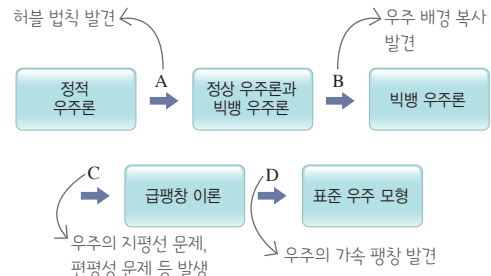 허블 법칙 발견
우주 배경 복사
발견
A
B
정적
우주론
정상 우주론과
빅뱅 우주론
빅뱅 우주론
C
D
급팽창 이론
표준 우주 모형
우주의 지평선 문제,
편평성 문제 등 발생
우주의 가속 팽창 발견